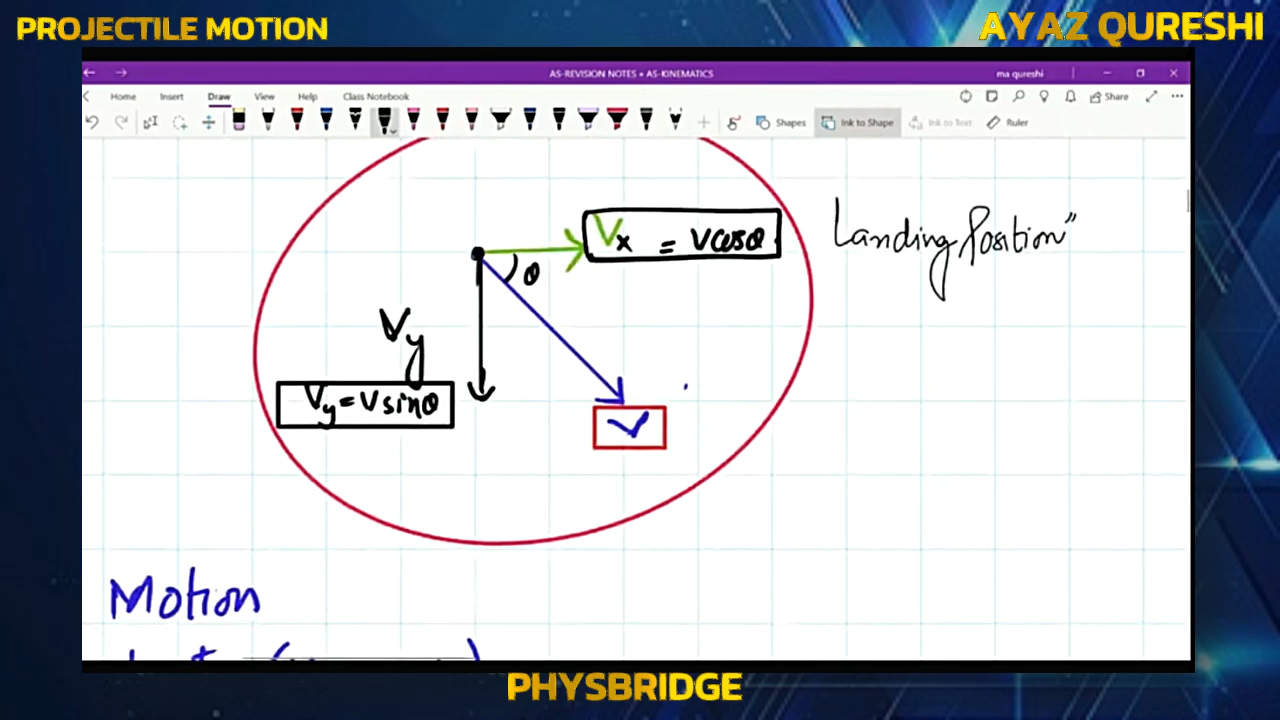 PROJECTILE MOTION
AYAZ QURESHI
AS-REVISION NOTES + AS-KINEMATICS
ma qureshi
Home Insert Draw View Help Class Notebook
Share
Shapes Ink to Shape Ink to Text Ruler
Vx = vcosθ
Landing Position"
θ
Vy
Vy = Vsinθ
V
Motion
PHYSBRIDGE